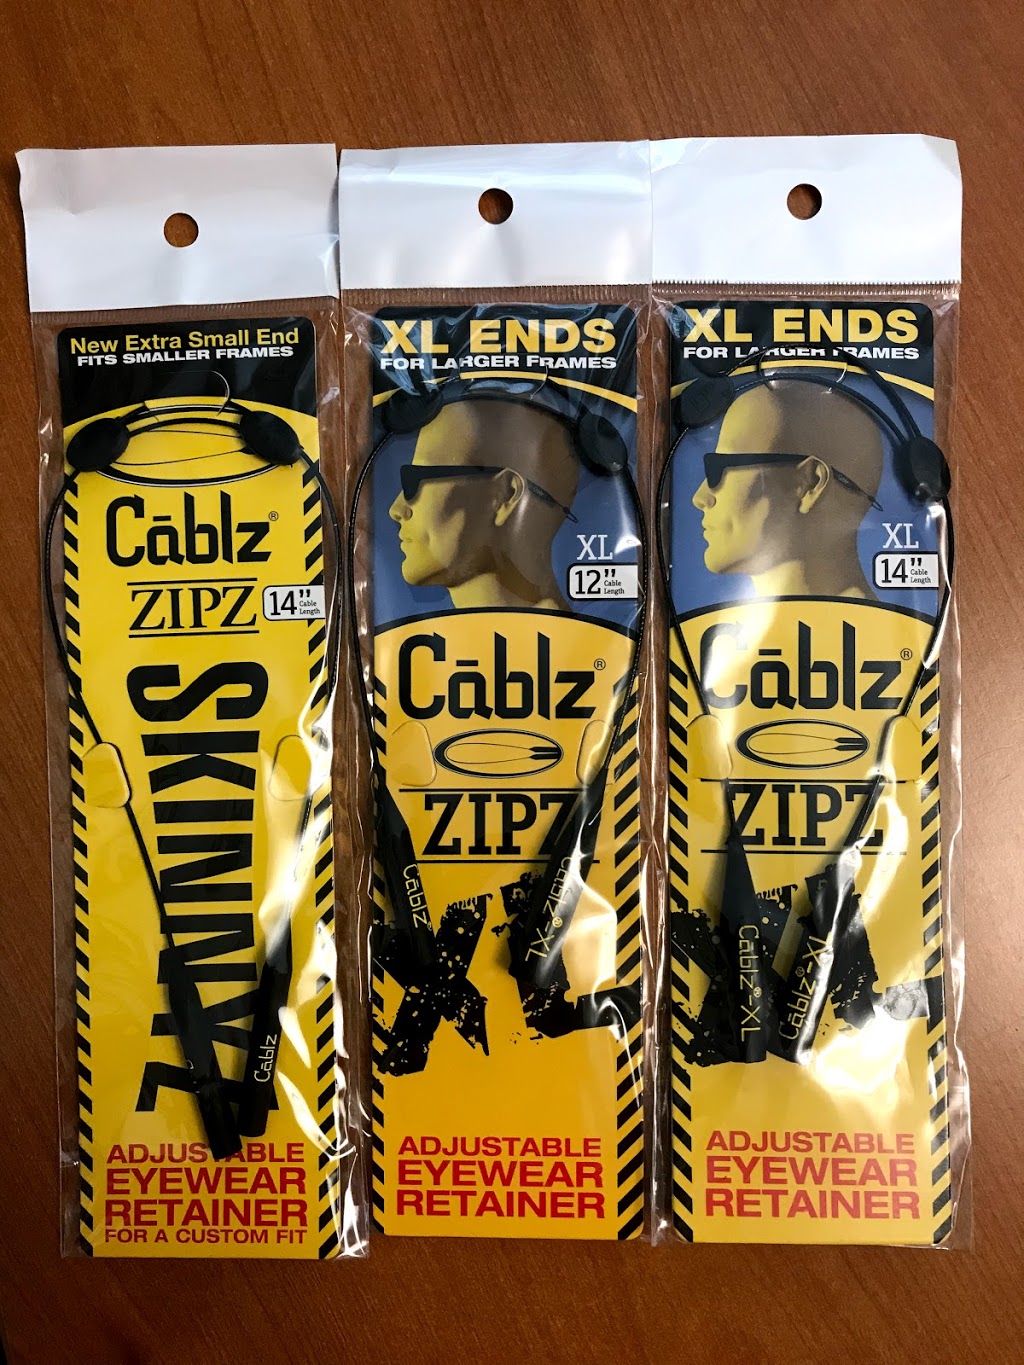 New Extra Small End
FITS SMALLER FRAMES
Cāblz®
ZIPZ
14”
Cable
Length
SKINNYZ
Cāblz
ADJUSTABLE
EYEWEAR
RETAINER
FOR A CUSTOM FIT
XL ENDS
FOR LARGER FRAMES
XL
12”
Cable
Length
Cāblz®
ZIPZ
Cāblz®
Cāblz®-XL
XL
ADJUSTABLE
EYEWEAR
RETAINER
XL ENDS
FOR LARGER FRAMES
XL
14”
Cable
Length
Cāblz®
ZIPZ
Cāblz®-XL
Cāblz®-XL
XL
ADJUSTABLE
EYEWEAR
RETAINER